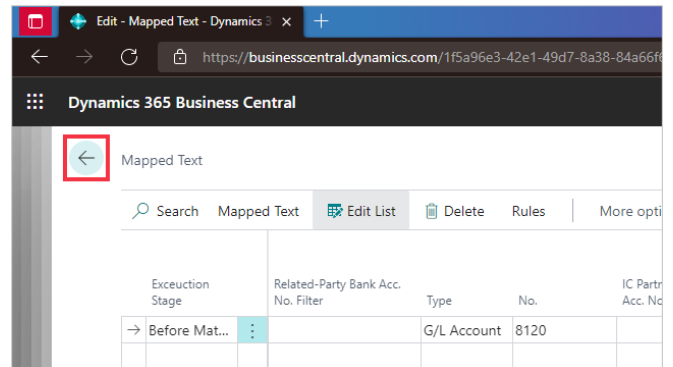 Edit - Mapped Text - Dynamics 3
https://businesscentral.dynamics.com/1f5a96e3-42e1-49d7-8a38-84a66f6
Dynamics 365 Business Central
Mapped Text
Search Mapped Text Edit List Delete Rules More opti
Exceuction Stage
Related-Party Bank Acc. No. Filter
Type
No.
IC Partn Acc. No
Before Mat... G/L Account 8120